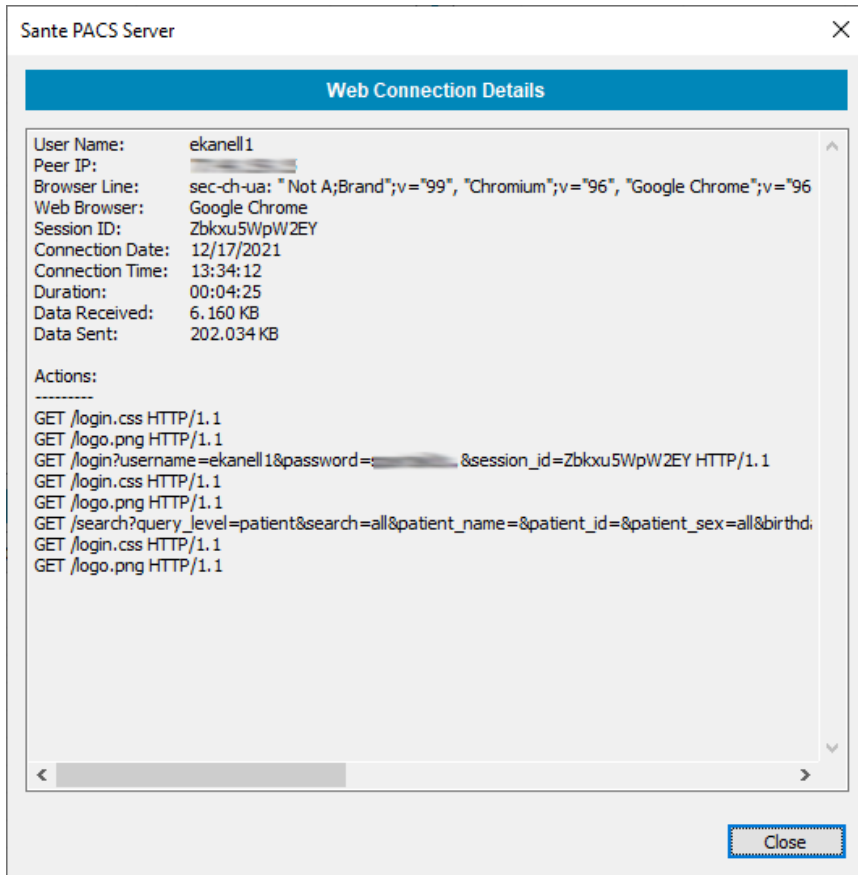 Sante PACS Server
Web Connection Details
User Name: ekanell1
Peer IP:
Browser Line: sec-ch-ua: " Not A;Brand";v="99", "Chromium";v="96", "Google Chrome";v="96
Web Browser: Google Chrome
Session ID: Zbkxu5WpW2EY
Connection Date: 12/17/2021
Connection Time: 13:34:12
Duration: 00:04:25
Data Received: 6.160 KB
Data Sent: 202.034 KB
Actions:
---------
GET /login.css HTTP/1.1
GET /logo.png HTTP/1.1
GET /login?username=ekanell1&password= &session_id=Zbkxu5WpW2EY HTTP/1.1
GET /login.css HTTP/1.1
GET /logo.png HTTP/1.1
GET /search?query_level=patient&search=all&patient_name=&patient_id=&patient_sex=all&birthd
GET /login.css HTTP/1.1
GET /logo.png HTTP/1.1
Close